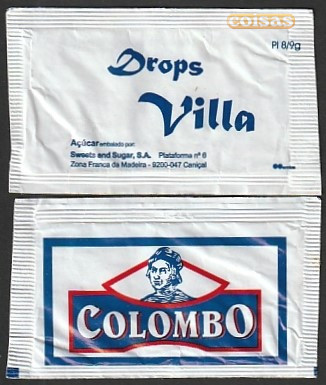 coisas
Pl 8/9g
Drops
Villa
Açúcar embalado por:
Sweets and Sugar, S.A. Plataforma nº 6
Zona Franca da Madeira - 9200-047 Caniçal
COLOMBO